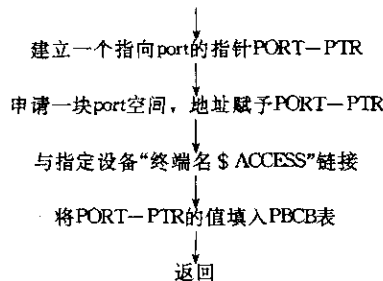 建立一个指向port的指针PORT-PTR
申请一块port空间，地址赋予PORT-PTR
与指定设备“终端名$ACCESS”链接
将PORT-PTR的值填入PBCB表
返回